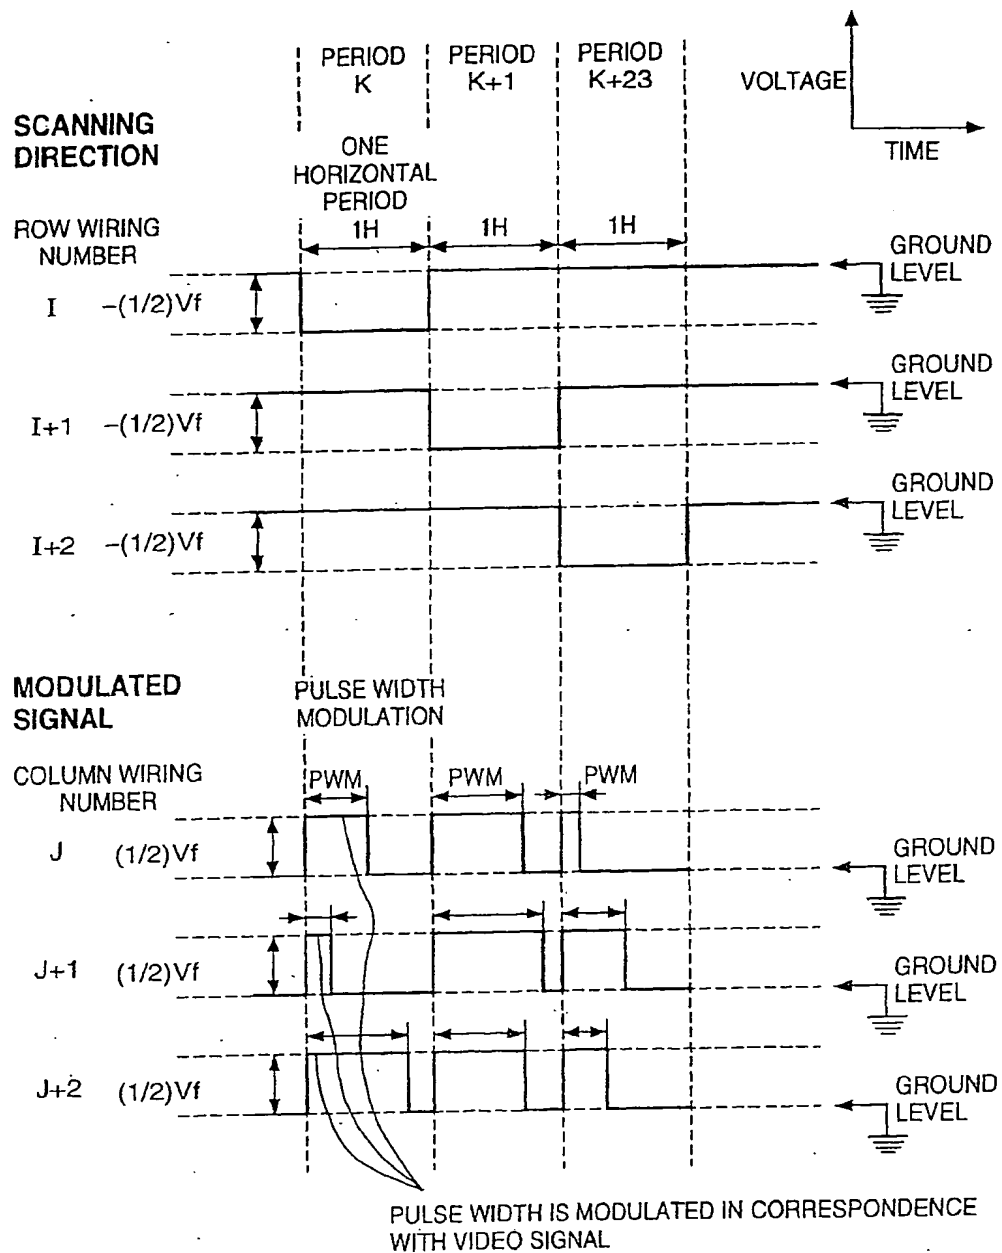 PERIOD
K
PERIOD
K+1
PERIOD
K+23
VOLTAGE
TIME
SCANNING
DIRECTION
ONE
HORIZONTAL
PERIOD
ROW WIRING
NUMBER
1H
1H
1H
I
-(1/2)Vf
GROUND
LEVEL
I+1
-(1/2)Vf
GROUND
LEVEL
I+2
-(1/2)Vf
GROUND
LEVEL
MODULATED
SIGNAL
PULSE WIDTH
MODULATION
COLUMN WIRING
NUMBER
PWM
PWM
PWM
J
(1/2)Vf
GROUND
LEVEL
J+1
(1/2)Vf
GROUND
LEVEL
J+2
(1/2)Vf
GROUND
LEVEL
PULSE WIDTH IS MODULATED IN CORRESPONDENCE
WITH VIDEO SIGNAL